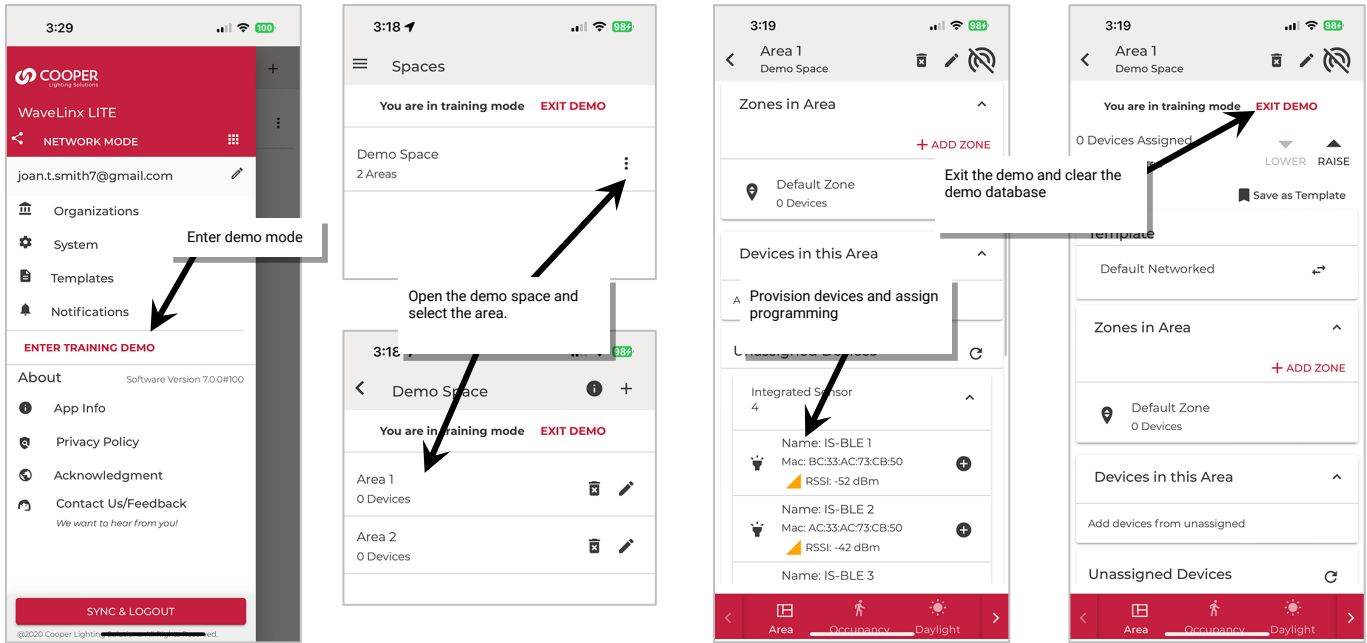 3:29
100
COOPER
Lighting Solutions
WaveLinx LITE
NETWORK MODE
joan.t.smith7@gmail.com
Organizations
System
Templates
Notifications
Enter demo mode
ENTER TRAINING DEMO
About
Software Version 7.0.0#100
App Info
Privacy Policy
Acknowledgment
Contact Us/Feedback
We want to hear from you!
SYNC & LOGOUT
@2020 Cooper Lighting
3:18
98
Spaces
You are in training mode EXIT DEMO
Demo Space
2 Areas
Open the demo space and
select the area.
3:18
98
Demo Space
You are in training mode EXIT DEMO
Area 1
0 Devices
Area 2
0 Devices
3:19
98
Area 1
Demo Space
Zones in Area
+ ADD ZONE
Default Zone
0 Devices
Devices in this Area
A
Provision devices and assign
programming
Unassigned Devices
Integrated Sensor
4
Name: IS-BLE 1
Mac: BC:33:AC:73:CB:50
RSSI: -52 dBm
Name: IS-BLE 2
Mac: AC:33:AC:73:CB:50
RSSI: -42 dBm
Name: IS-BLE 3
Area
Occupancy
Daylight
3:19
98
Area 1
Demo Space
You are in training mode EXIT DEMO
0 Devices Assigned
LOWER RAISE
Exit the demo and clear the
demo database
Save as Template
Template
Default Networked
Zones in Area
+ ADD ZONE
Default Zone
0 Devices
Devices in this Area
Add devices from unassigned
Unassigned Devices
Area
Occupancy
Daylight